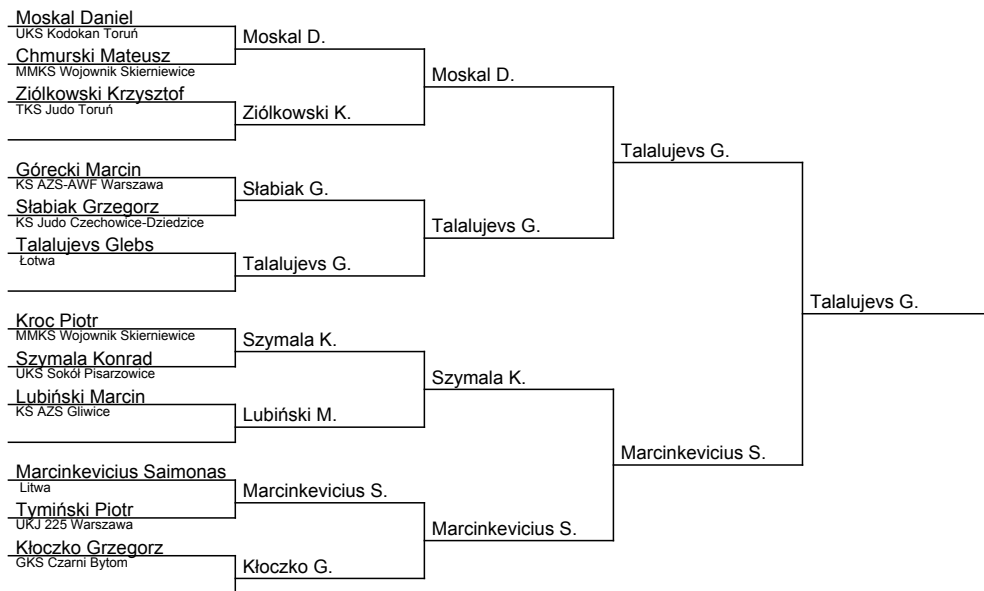 Moskal Daniel
UKS Kodokan Toruń
Moskal D.
Chmurski Mateusz
MMKS Wojownik Skierniewice
Moskal D.
Ziólkowski Krzysztof
TKS Judo Toruń
Ziólkowski K.
Talalujevs G.
Górecki Marcin
KS AZS-AWF Warszawa
Słabiak G.
Słabiak Grzegorz
KS Judo Czechowice-Dziedzice
Talalujevs G.
Talalujevs Glebs
Łotwa
Talalujevs G.
Talalujevs G.
Kroc Piotr
MMKS Wojownik Skierniewice
Szymala K.
Szymala Konrad
UKS Sokół Pisarzowice
Szymala K.
Lubiński Marcin
KS AZS Gliwice
Lubiński M.
Marcinkevicius S.
Marcinkevicius Saimonas
Litwa
Marcinkevicius S.
Tymiński Piotr
UKJ 225 Warszawa
Marcinkevicius S.
Kłoczko Grzegorz
GKS Czarni Bytom
Kłoczko G.